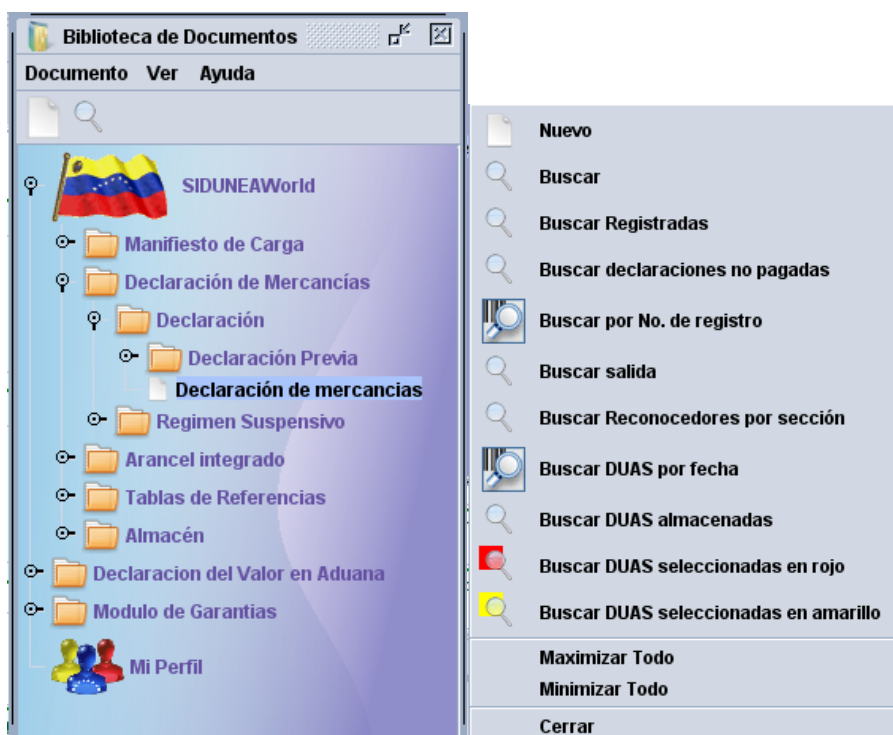 Biblioteca de Documentos
Documento Ver Ayuda
SIDUNEAWorld
Manifiesto de Carga
Declaración de Mercancías
Declaración
Declaración Previa
Declaración de mercancias
Regimen Suspensivo
Arancel integrado
Tablas de Referencias
Almacén
Declaracion del Valor en Aduana
Modulo de Garantias
Mi Perfil
Nuevo
Buscar
Buscar Registradas
Buscar declaraciones no pagadas
Buscar por No. de registro
Buscar salida
Buscar Reconocedores por sección
Buscar DUAS por fecha
Buscar DUAS almacenadas
Buscar DUAS seleccionadas en rojo
Buscar DUAS seleccionadas en amarillo
Maximizar Todo
Minimizar Todo
Cerrar